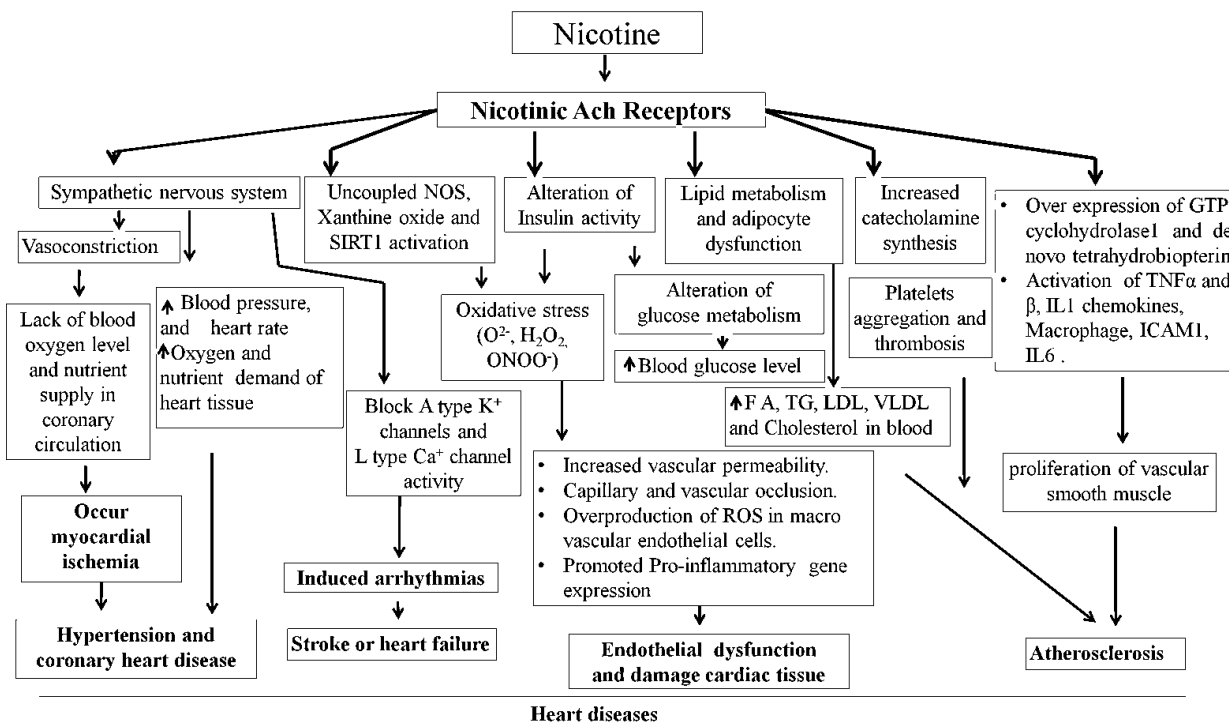 Nicotine
Nicotinic Ach Receptors
Sympathetic nervous system
Uncoupled NOS,
Xanthine oxide and
SIRT1 activation
Alteration of
Insulin activity
Lipid metabolism
and adipocyte
dysfunction
Increased
catecholamine
synthesis
• Over expression of GTP
cyclohydrolase1 and de
novo tetrahydrobiopterin
• Activation of TNFα and
β, IL1 chemokines,
Macrophage, ICAM1,
IL6 .
Vasoconstriction
Lack of blood
oxygen level
and nutrient
supply in
coronary
circulation
↑ Blood pressure,
and heart rate
↑Oxygen and
nutrient demand of
heart tissue
Block A type K⁺
channels and
L type Ca⁺ channel
activity
Oxidative stress
(O²⁻, H₂O₂,
ONOO⁻)
Alteration of
glucose metabolism
↑Blood glucose level
Platelets
aggregation and
thrombosis
↑F A, TG, LDL, VLDL
and Cholesterol in blood
• Increased vascular permeability.
• Capillary and vascular occlusion.
• Overproduction of ROS in macro
vascular endothelial cells.
• Promoted Pro-inflammatory gene
expression
proliferation of vascular
smooth muscle
Occur
myocardial
ischemia
Induced arrhythmias
Hypertension and
coronary heart disease
Stroke or heart failure
Endothelial dysfunction
and damage cardiac tissue
Atherosclerosis
Heart diseases